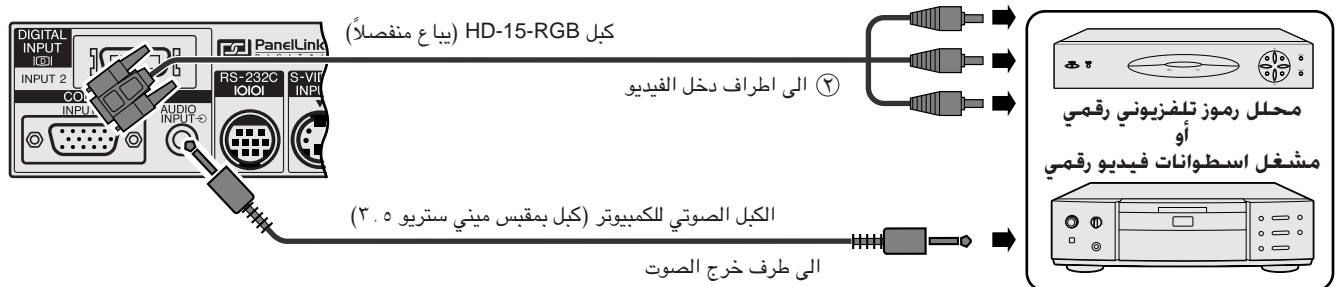 DIGITAL
INPUT
INPUT 2
PanelLink
RS-232C
AUDIO
INPUT
كبل HD-15-RGB (يباع منفصلاً)
② الى اطراف دخل الفيديو
محلل رموز تلفزيوني رقمي
أو
مشغل اسطوانات فيديو رقمي
الكبل الصوتي للكمبيوتر (كبل بمقبس ميني ستريو ٣.٥)
الى طرف خرج الصوت